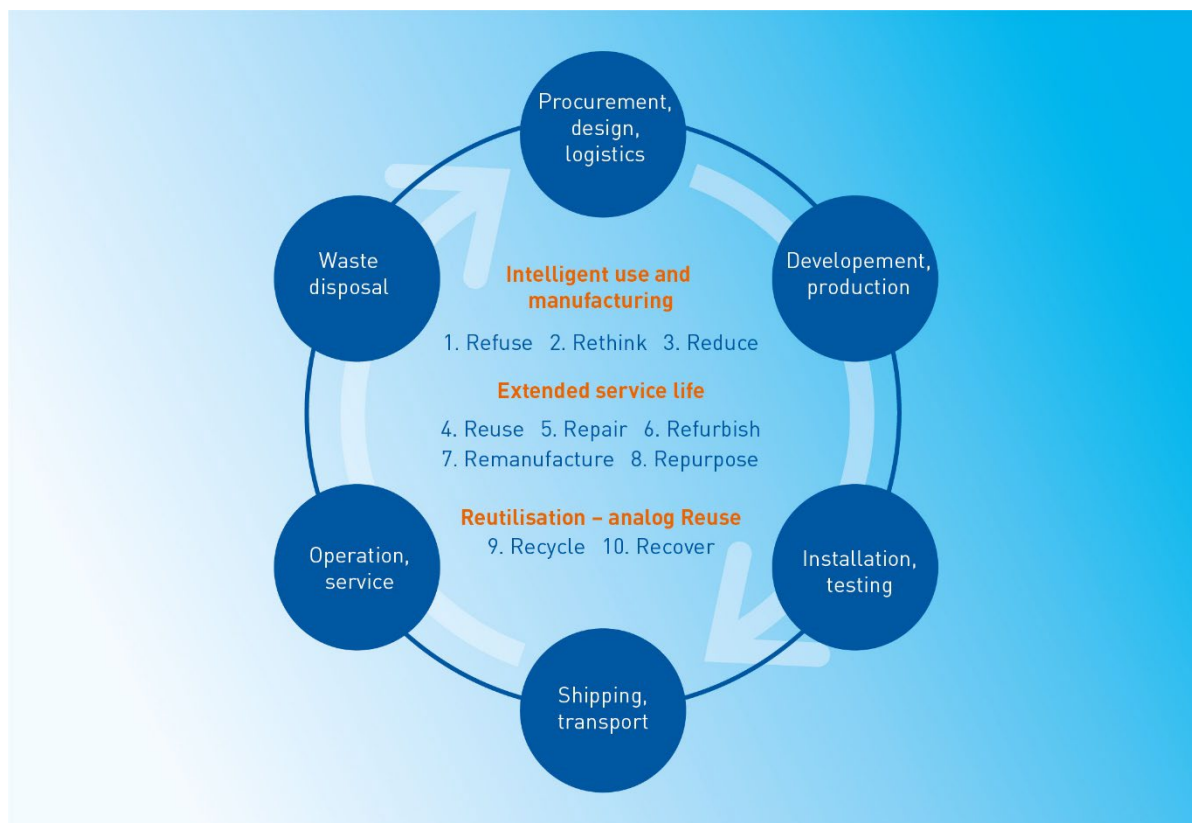 Procurement,
design,
logistics
Developement,
production
Installation,
testing
Shipping,
transport
Operation,
service
Waste
disposal
Intelligent use and
manufacturing
1. Refuse 2. Rethink 3. Reduce
Extended service life
4. Reuse 5. Repair 6. Refurbish
7. Remanufacture 8. Repurpose
Reutilisation – analog Reuse
9. Recycle 10. Recover